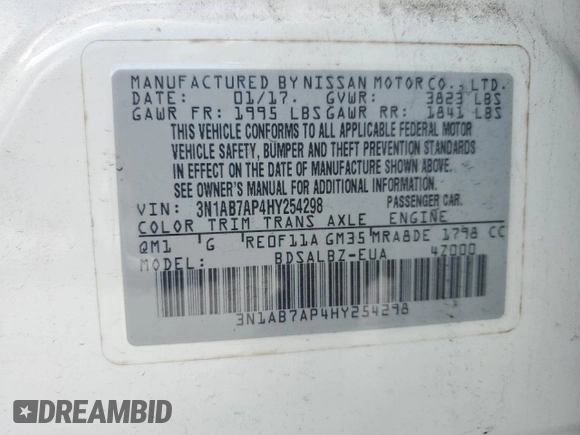 MANUFACTURED BY NISSAN MOTOR CO., LTD.
DATE: 01/17. GVWR: 3823 LBS
GAWR FR: 1995 LBS GAWR RR: 1841 LBS
THIS VEHICLE CONFORMS TO ALL APPLICABLE FEDERAL MOTOR
VEHICLE SAFETY, BUMPER AND THEFT PREVENTION STANDARDS
IN EFFECT ON THE DATE OF MANUFACTURE SHOWN ABOVE.
SEE OWNER'S MANUAL FOR ADDITIONAL INFORMATION.
VIN: 3N1AB7AP4HY254298 PASSENGER CAR.
COLOR TRIM TRANS AXLE ENGINE
QM1 G RE0F11A GM35 MRA8DE 1798 CC
MODEL: BDSALBZ-EUA 4Z000
3N1AB7AP4HY254298
DREAMBID